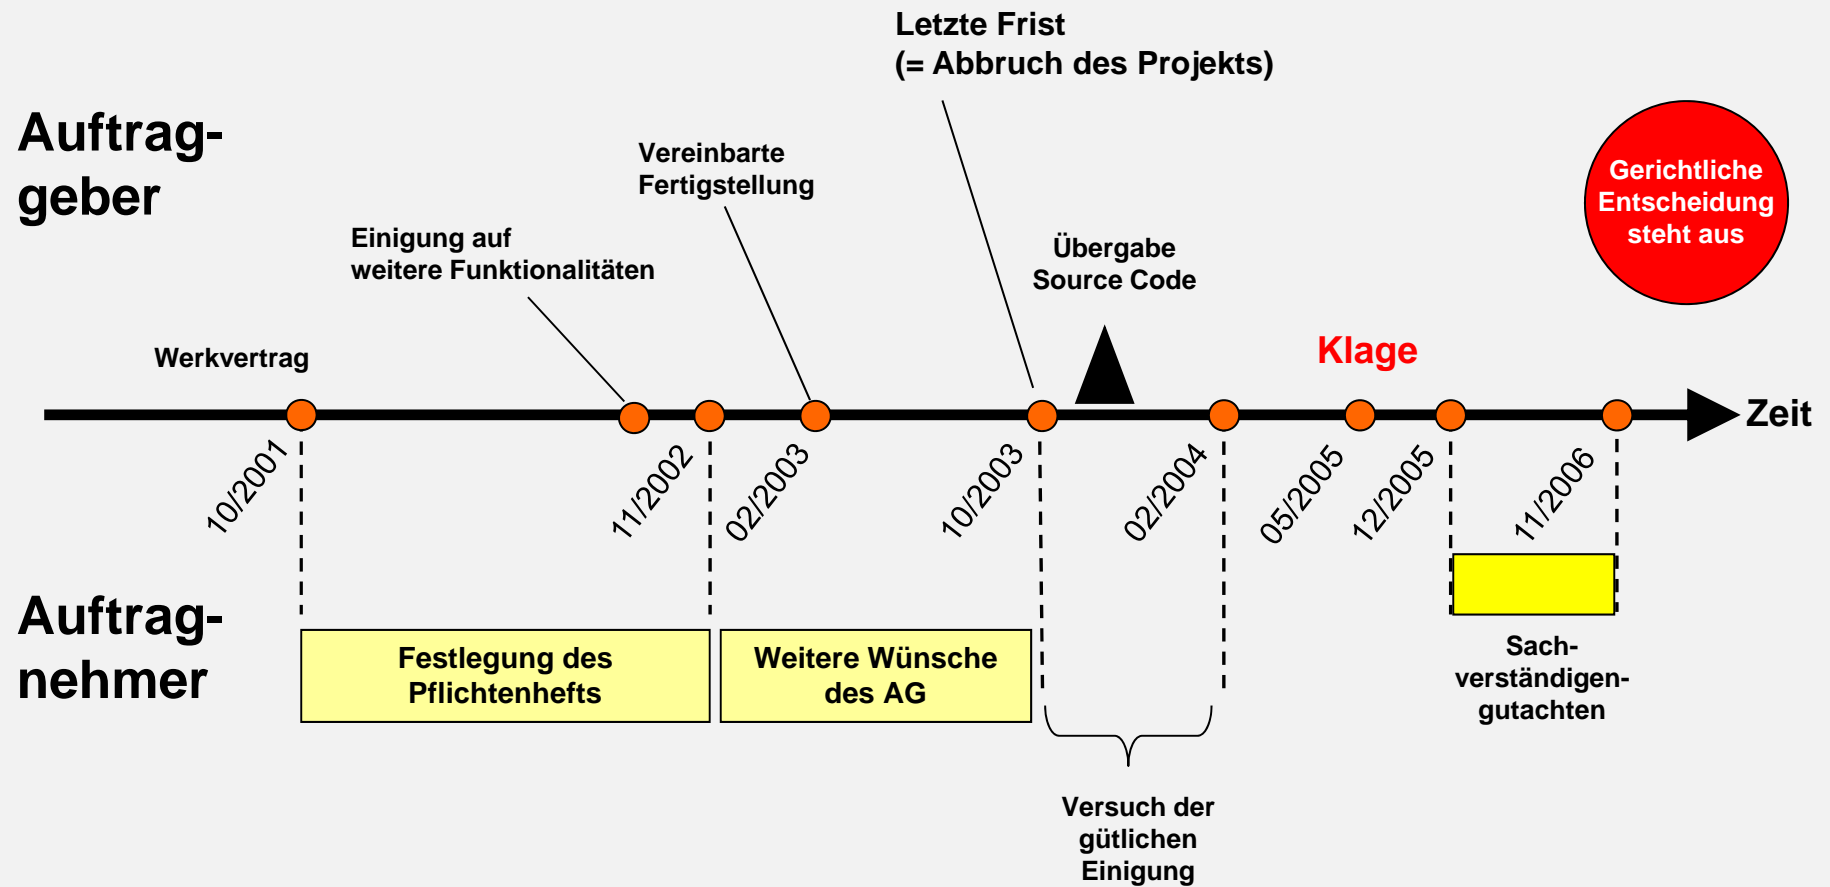 Letzte Frist
(= Abbruch des Projekts)
Auftrag-
geber
Vereinbarte
Fertigstellung
Gerichtliche
Entscheidung
steht aus
Einigung auf
weitere Funktionalitäten
Übergabe
Source Code
Werkvertrag
Klage
Zeit
10/2001
11/2002
02/2003
10/2003
02/2004
05/2005
12/2005
11/2006
Auftrag-
nehmer
Festlegung des
Pflichtenhefts
Weitere Wünsche
des AG
Sach-
verständigen-
gutachten
Versuch der
gütlichen
Einigung